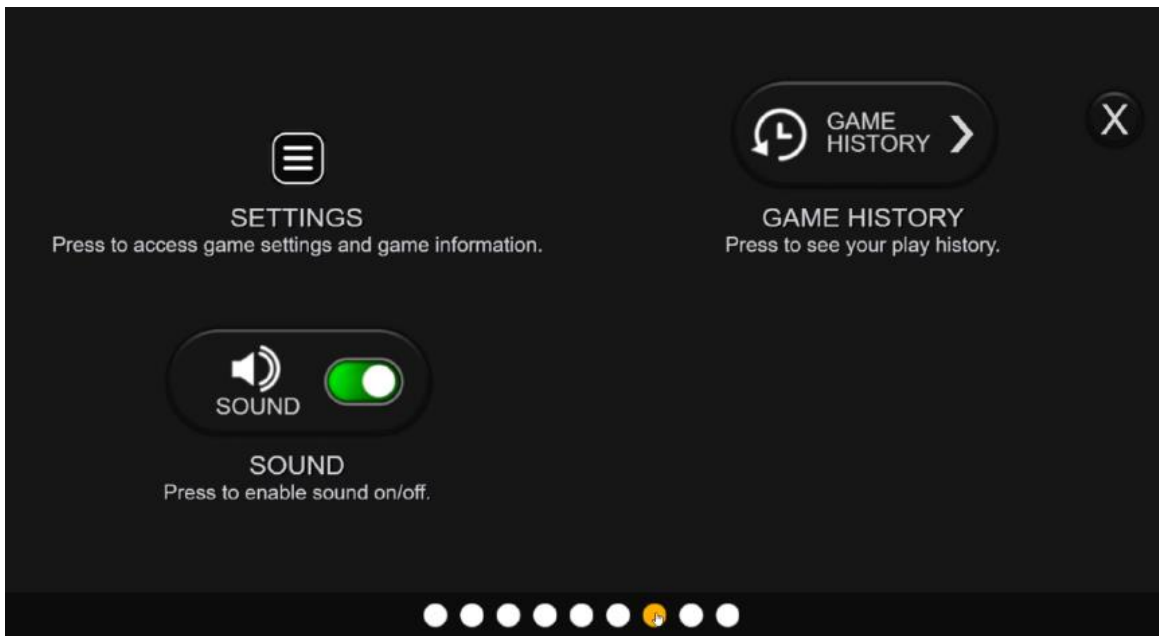 SETTINGS
Press to access game settings and game information.
GAME
HISTORY
X
GAME HISTORY
Press to see your play history.
SOUND
SOUND
Press to enable sound on/off.